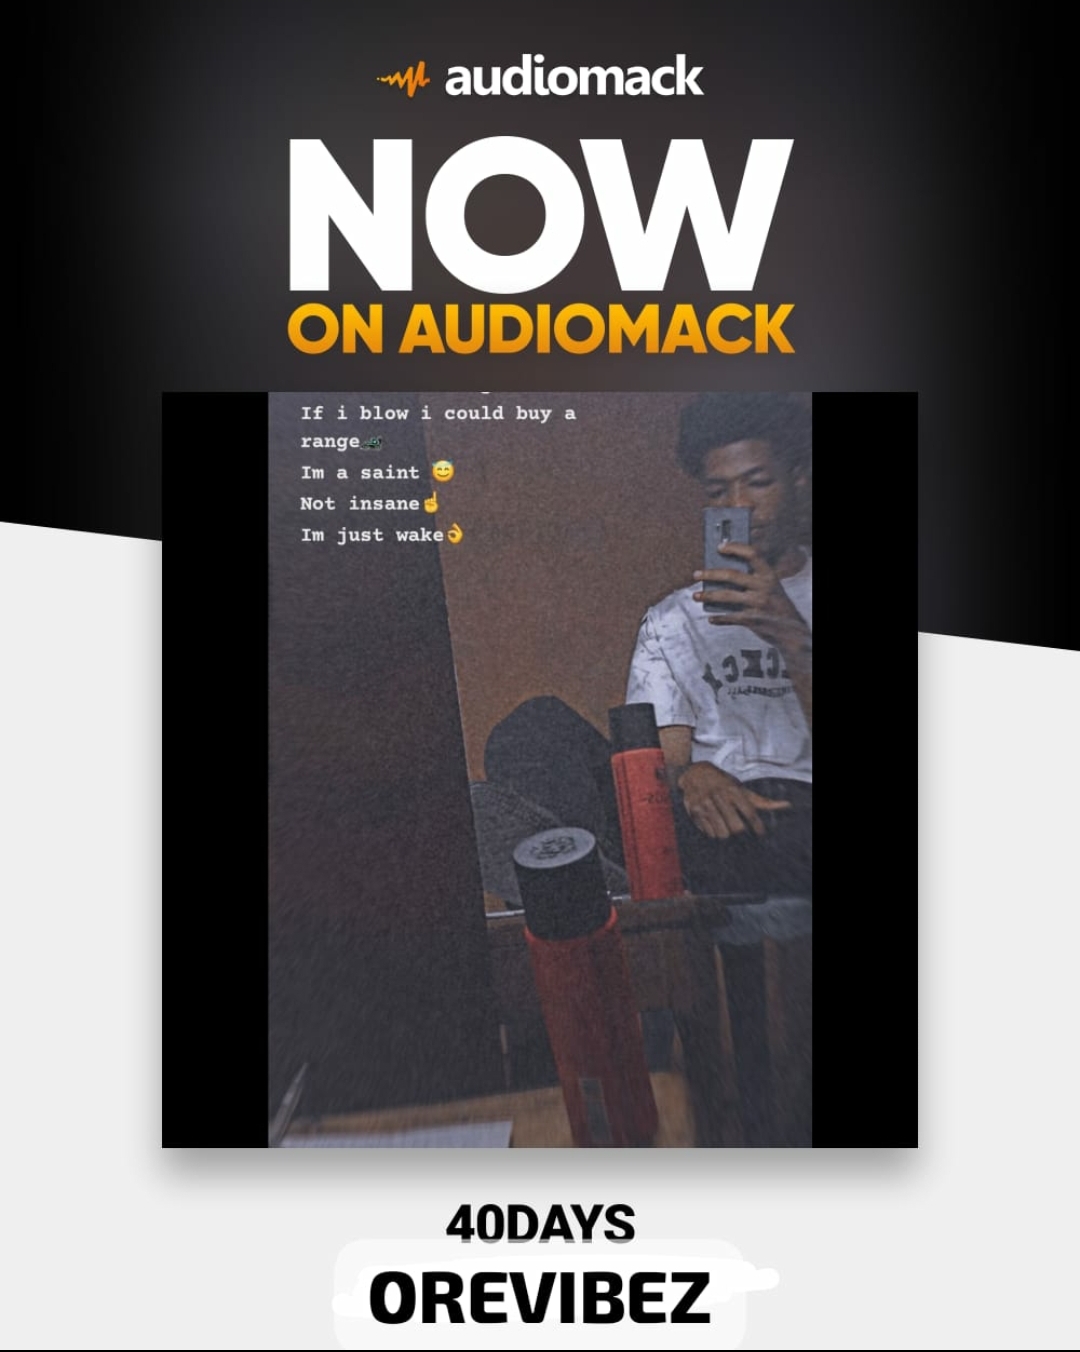 audiomack
NOW
ON AUDIOMACK
If i blow i could buy a
range
Im a saint 😇
Not insane☝️
Im just wake👌
40DAYS
OREVIBEZ